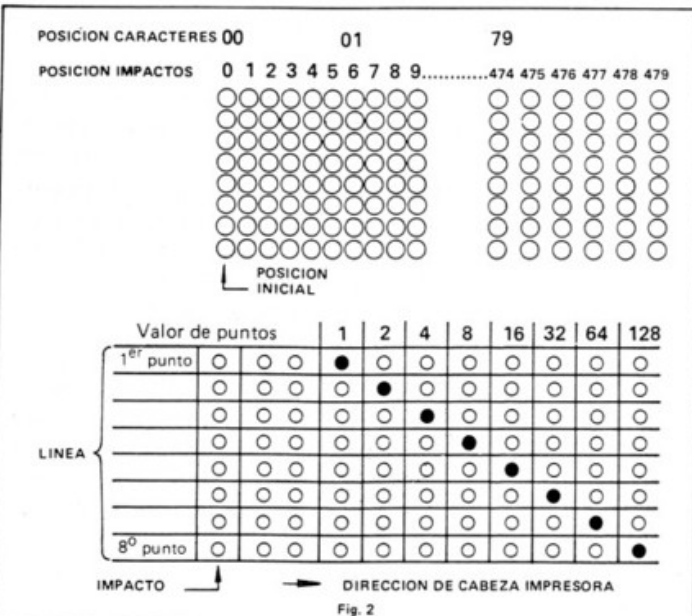 POSICION CARACTERES 00 01 79
POSICION IMPACTOS 0 1 2 3 4 5 6 7 8 9............474 475 476 477 478 479
POSICION
INICIAL
Valor de puntos 1 2 4 8 16 32 64 128
1er punto
LINEA
8º punto
IMPACTO DIRECCION DE CABEZA IMPRESORA
Fig. 2